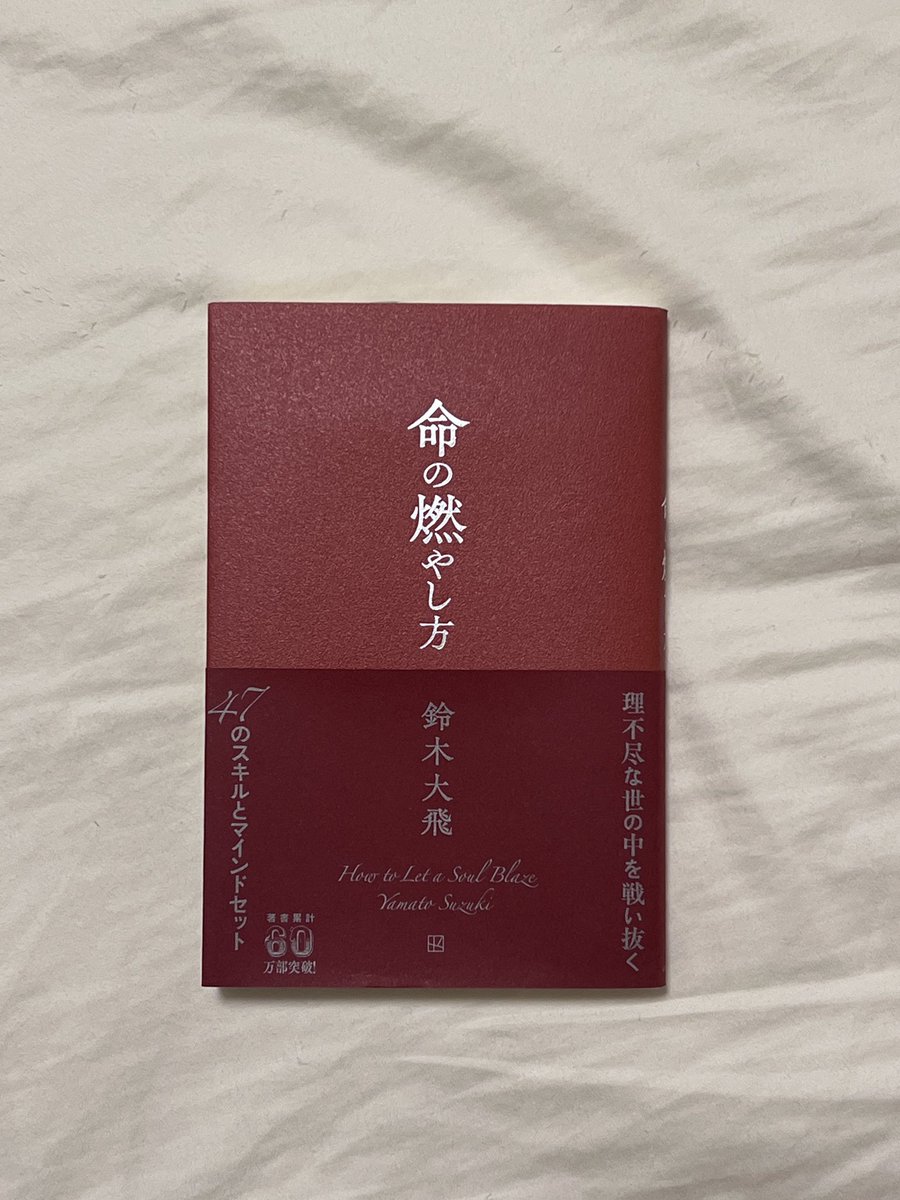 命の燃やし方
理不尽な世の中を戦い抜く
鈴木大飛
How to Let a Soul Blaze
Yamato Suzuki
47のスキルとマインドセット
著書累計
60
万部突破!